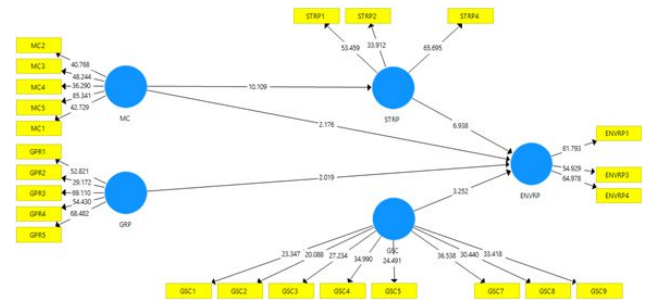 STRP1
STRP2
STRP4
MC2
MC3
MC4
MC5
MC1
40.768
48.244
36.290
85.341
42.729
MC
53.459
33.912
65.695
STRP
10.109
2.176
6.938
GPR1
GPR2
GPR3
GPR4
GPR5
52.821
29.172
69.110
54.430
68.482
GRP
2.019
3.252
ENVRP
81.793
54.929
64.978
ENVRP1
ENVRP3
ENVRP4
GSC
23.347
20.088
27.234
34.990
24.491
36.538
30.440
33.418
GSC1
GSC2
GSC3
GSC4
GSC5
GSC7
GSC8
GSC9